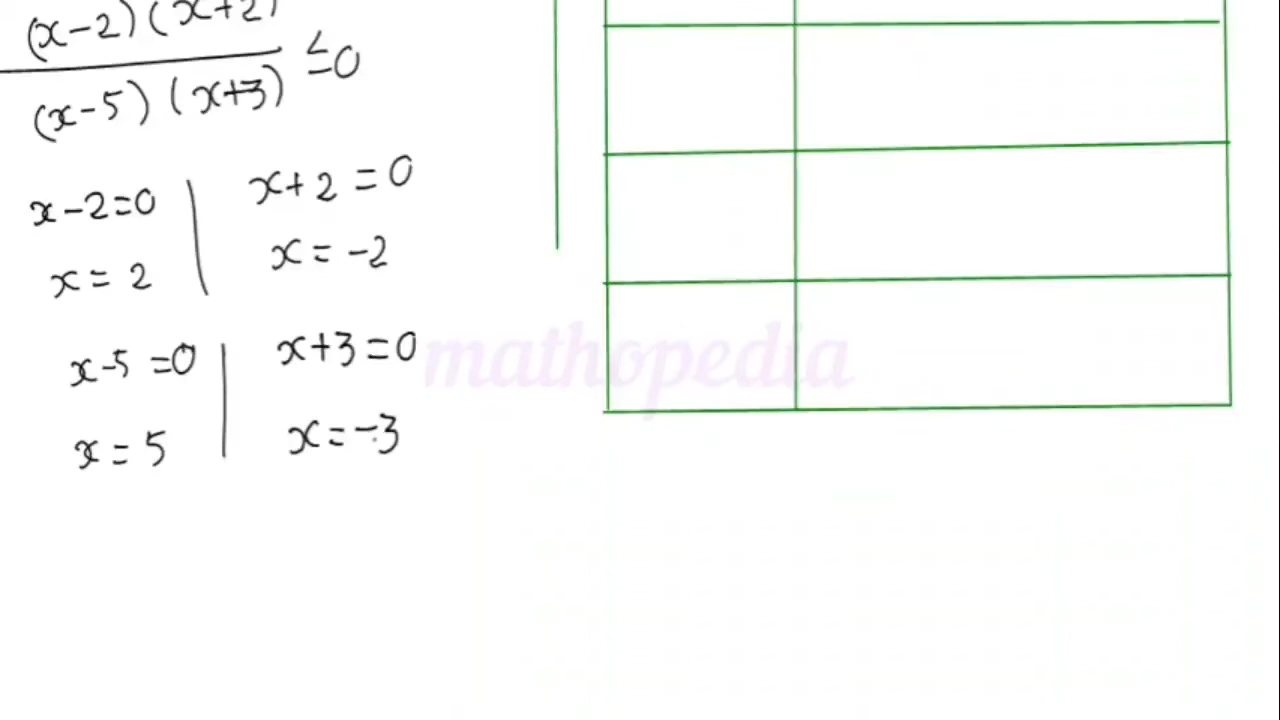 (x-2)(x+2)
(x-5)(x+3) ≤0
x-2=0 | x+2=0
x=2 | x=-2
x-5=0 | x+3=0
x=5 | x=-3
mathopedia